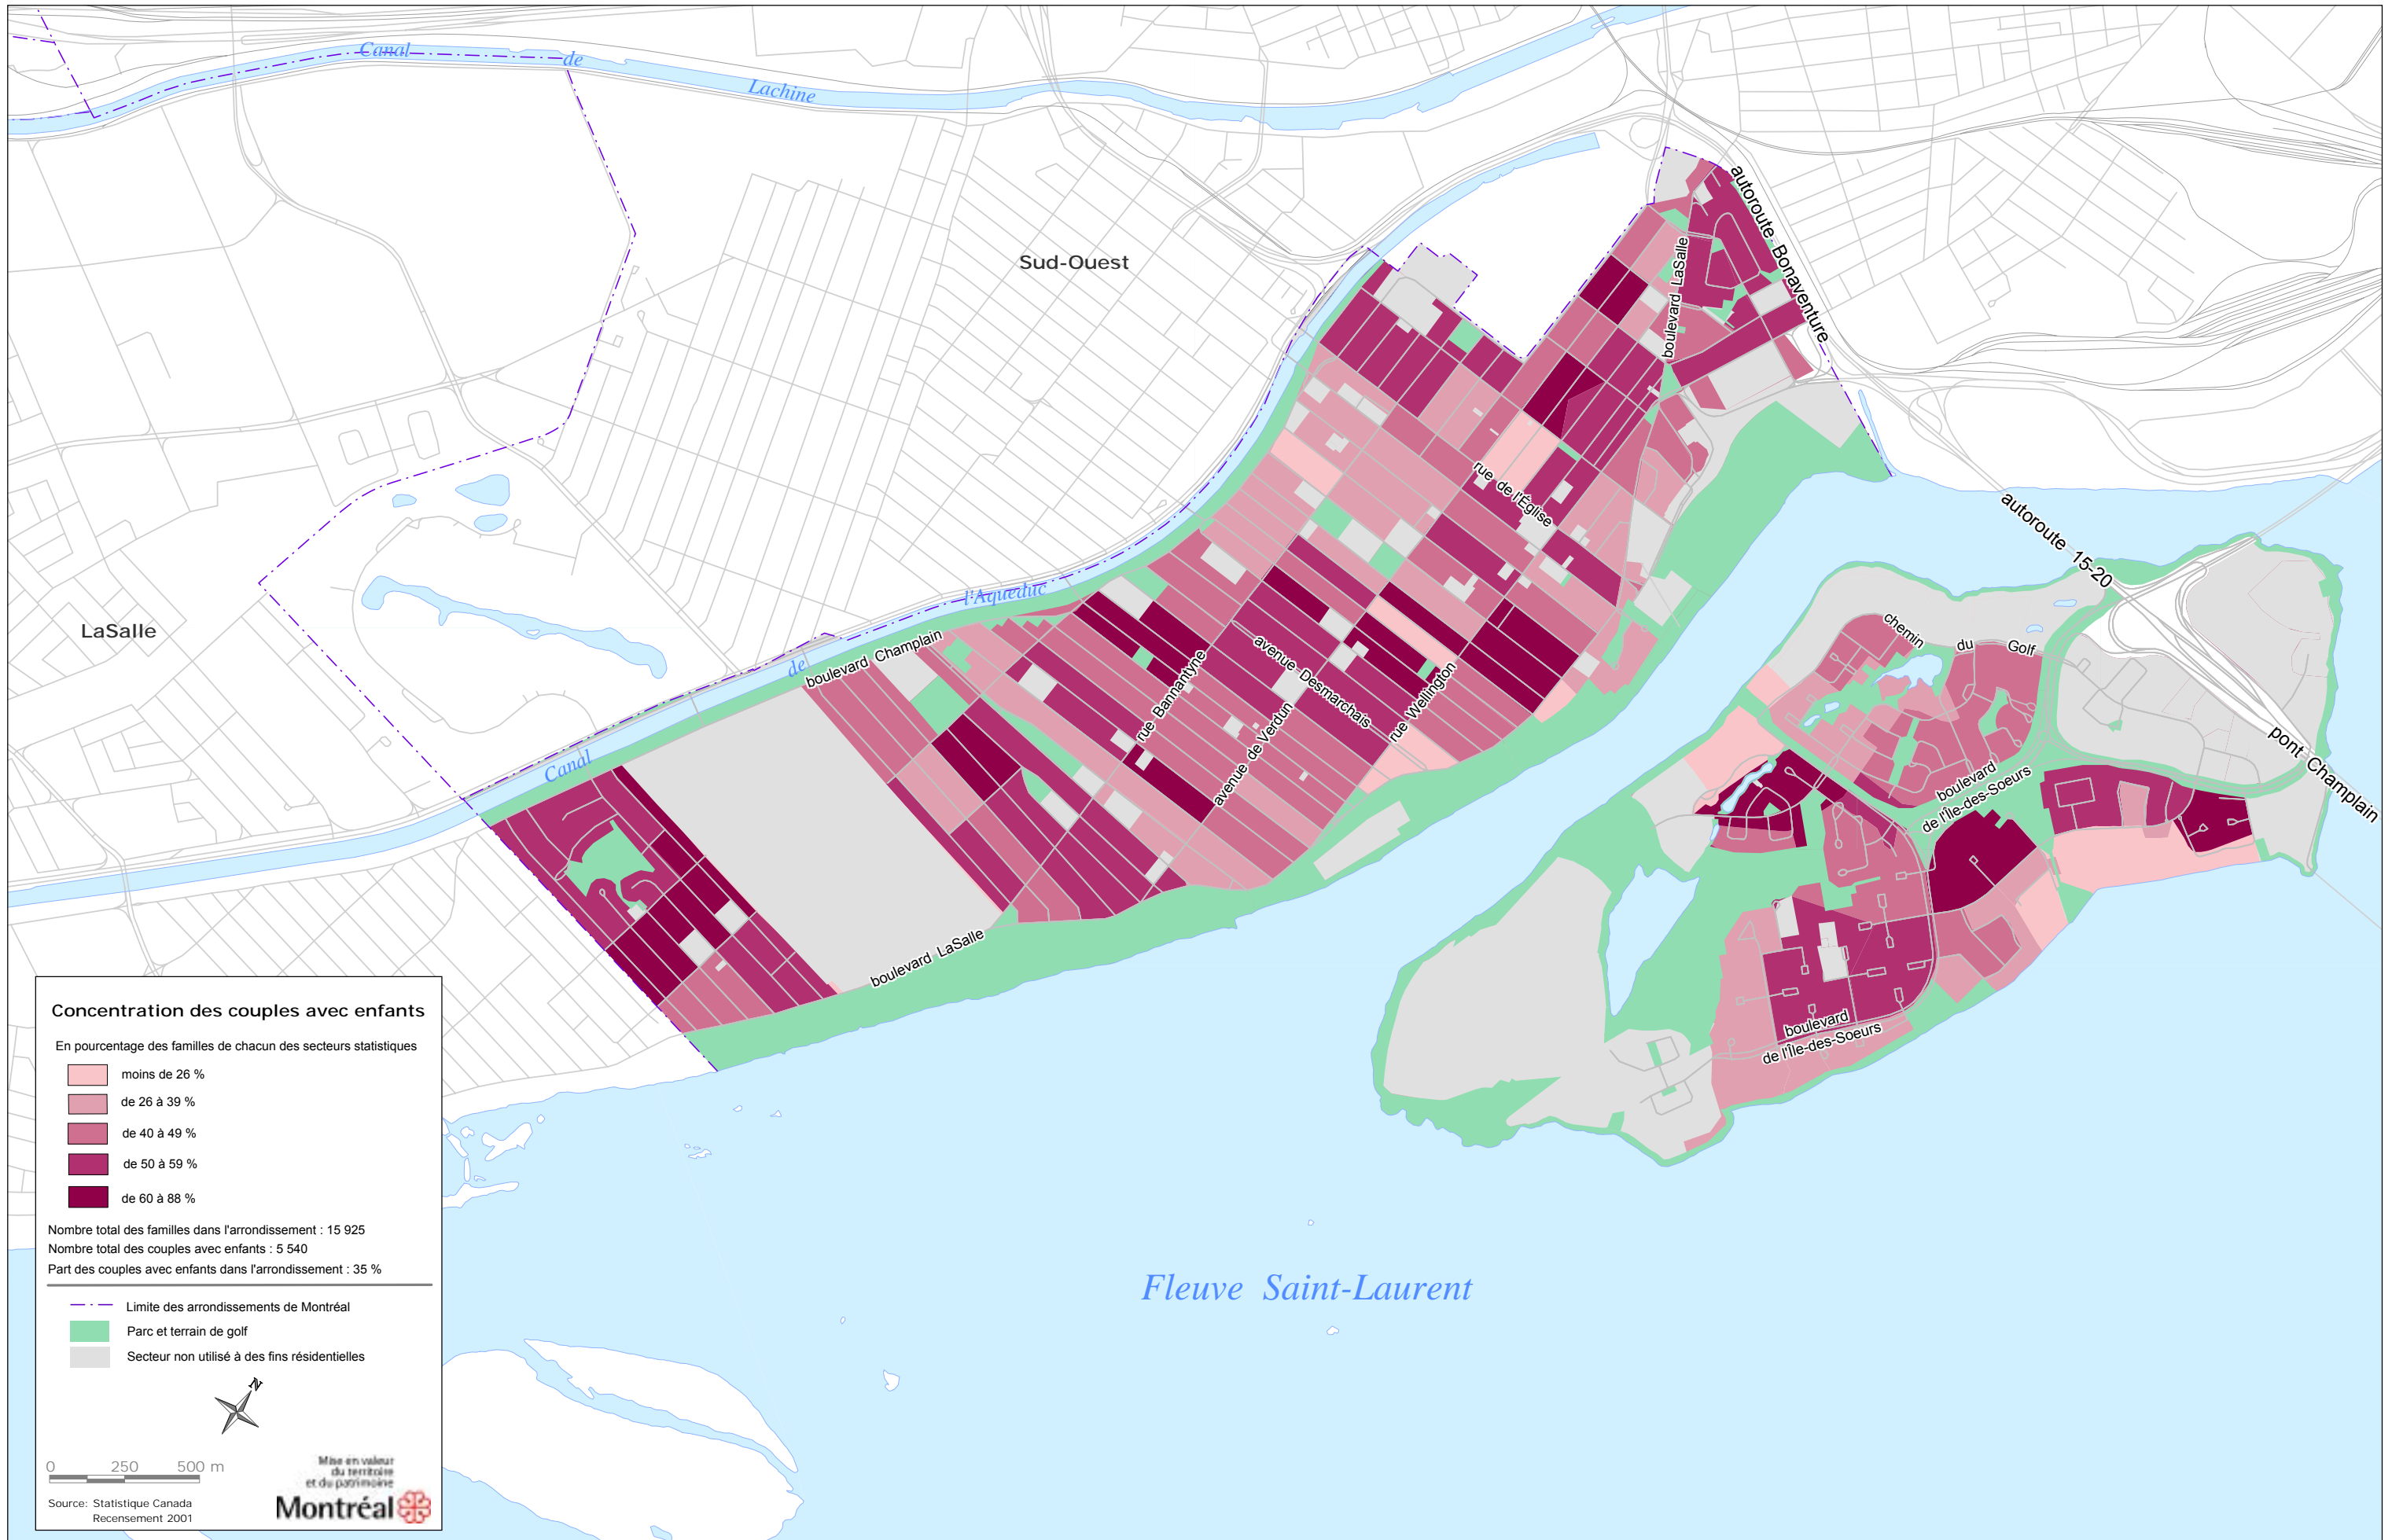 Canal de Lachine
Sud-Ouest
LaSalle
autoroute Bonaventure
boulevard LaSalle
rue de l'Église
autoroute 15-20
Canal de l'Aqueduc
boulevard Champlain
rue Bannantyne
avenue Desmarchais
avenue de Verdun
rue Wellington
boulevard LaSalle
chemin du Golf
boulevard
de l'Île-des-Soeurs
pont Champlain
boulevard
de l'Île-des-Soeurs
Fleuve Saint-Laurent
Concentration des couples avec enfants
En pourcentage des familles de chacun des secteurs statistiques
moins de 26 %
de 26 à 39 %
de 40 à 49 %
de 50 à 59 %
de 60 à 88 %
Nombre total des familles dans l'arrondissement : 15 925
Nombre total des couples avec enfants : 5 540
Part des couples avec enfants dans l'arrondissement : 35 %
Limite des arrondissements de Montréal
Parc et terrain de golf
Secteur non utilisé à des fins résidentielles
N
0 250 500 m
Source: Statistique Canada
Recensement 2001
Mise en valeur
du territoire
et du patrimoine
Montréal